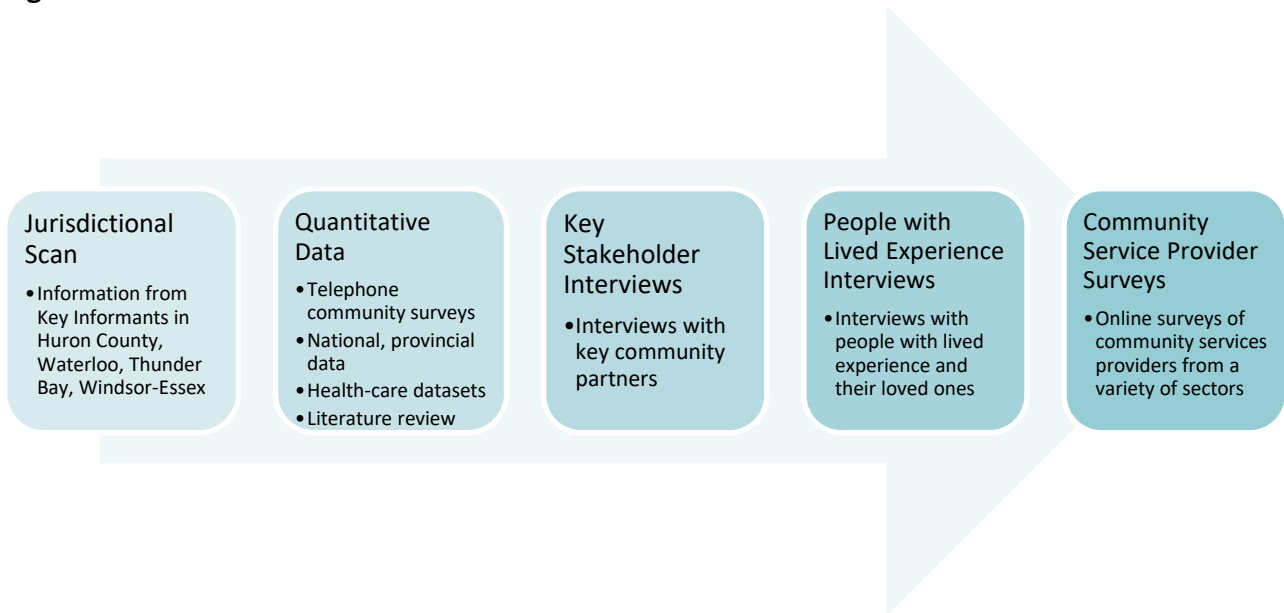 Jurisdictional
Scan
•Information from
Key Informants in
Huron County,
Waterloo, Thunder
Bay, Windsor-Essex
Quantitative
Data
•Telephone
community surveys
•National, provincial
data
•Health-care datasets
•Literature review
Key
Stakeholder
Interviews
•Interviews with
key community
partners
People with
Lived Experience
Interviews
•Interviews with
people with lived
experience and
their loved ones
Community
Service Provider
Surveys
•Online surveys of
community services
providers from a
variety of sectors